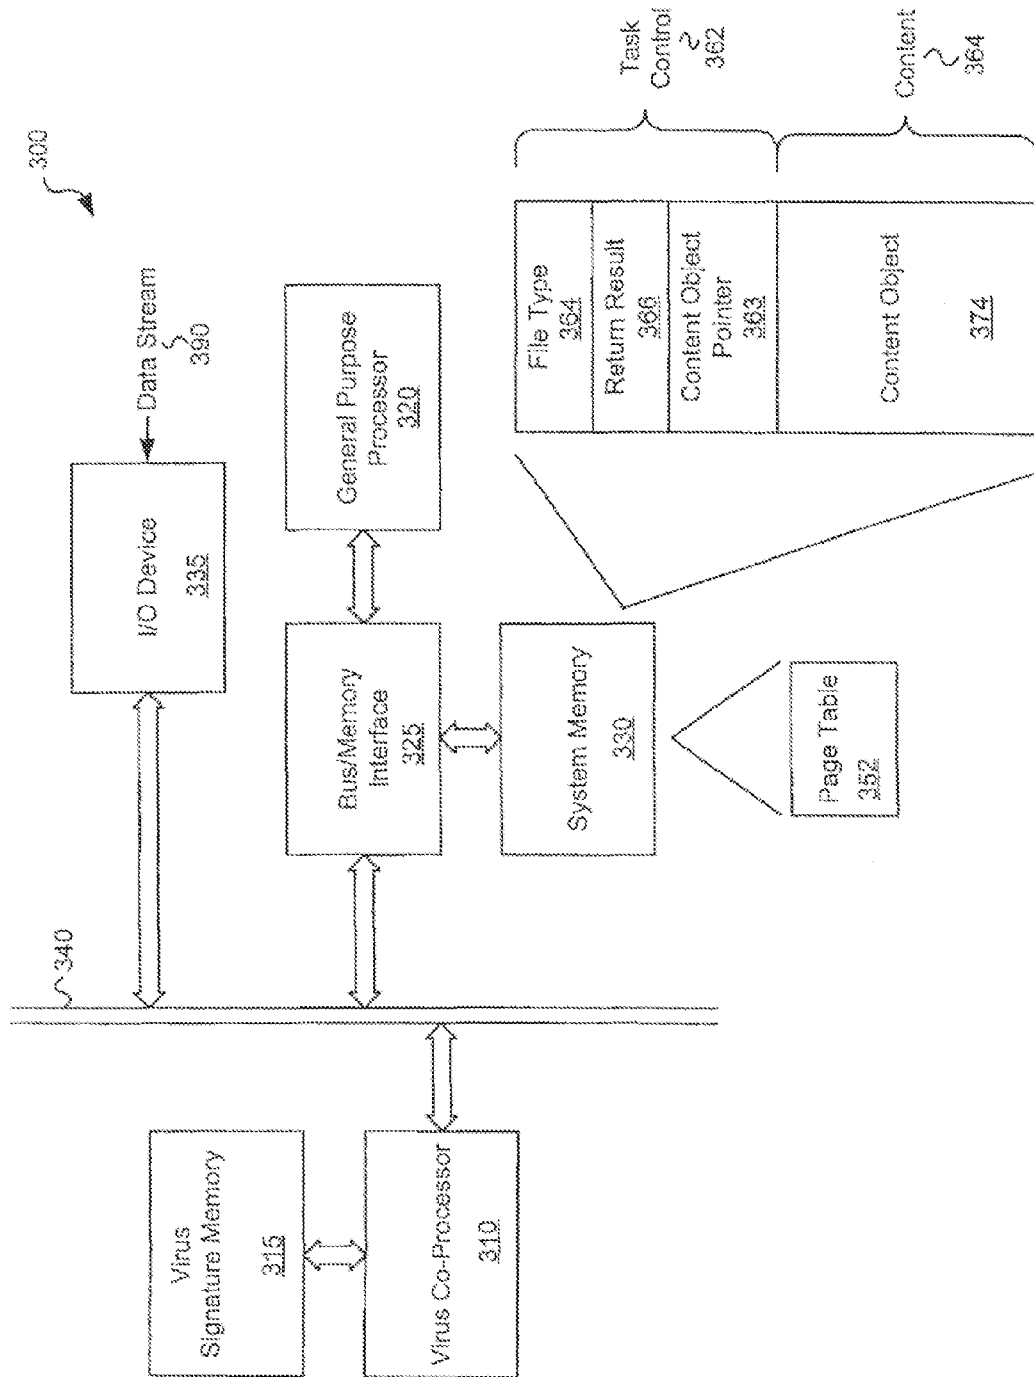 300
340
Data Stream
390
I/O Device
335
Virus
Signature Memory
315
Bus/Memory
Interface
325
General Purpose
Processor
320
Virus Co-Processor
310
System Memory
330
File Type
364
Return Result
366
Content Object
Pointer
363
Content Object
374
Task
Control
362
Content
364
Page Table
352